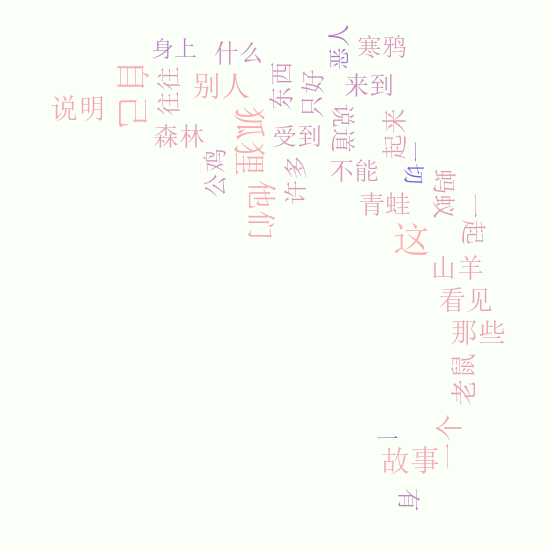 身上
什么
恶人
寒鸦
说明
自己
往往
别人
东西
只好
来到
森林
狐狸
受到
说道
起来
公鸡
他们
许多
不能
一切
蚂蚁
青蛙
这
一起
山羊
看见
那些
老鼠
一个
一
故事
有